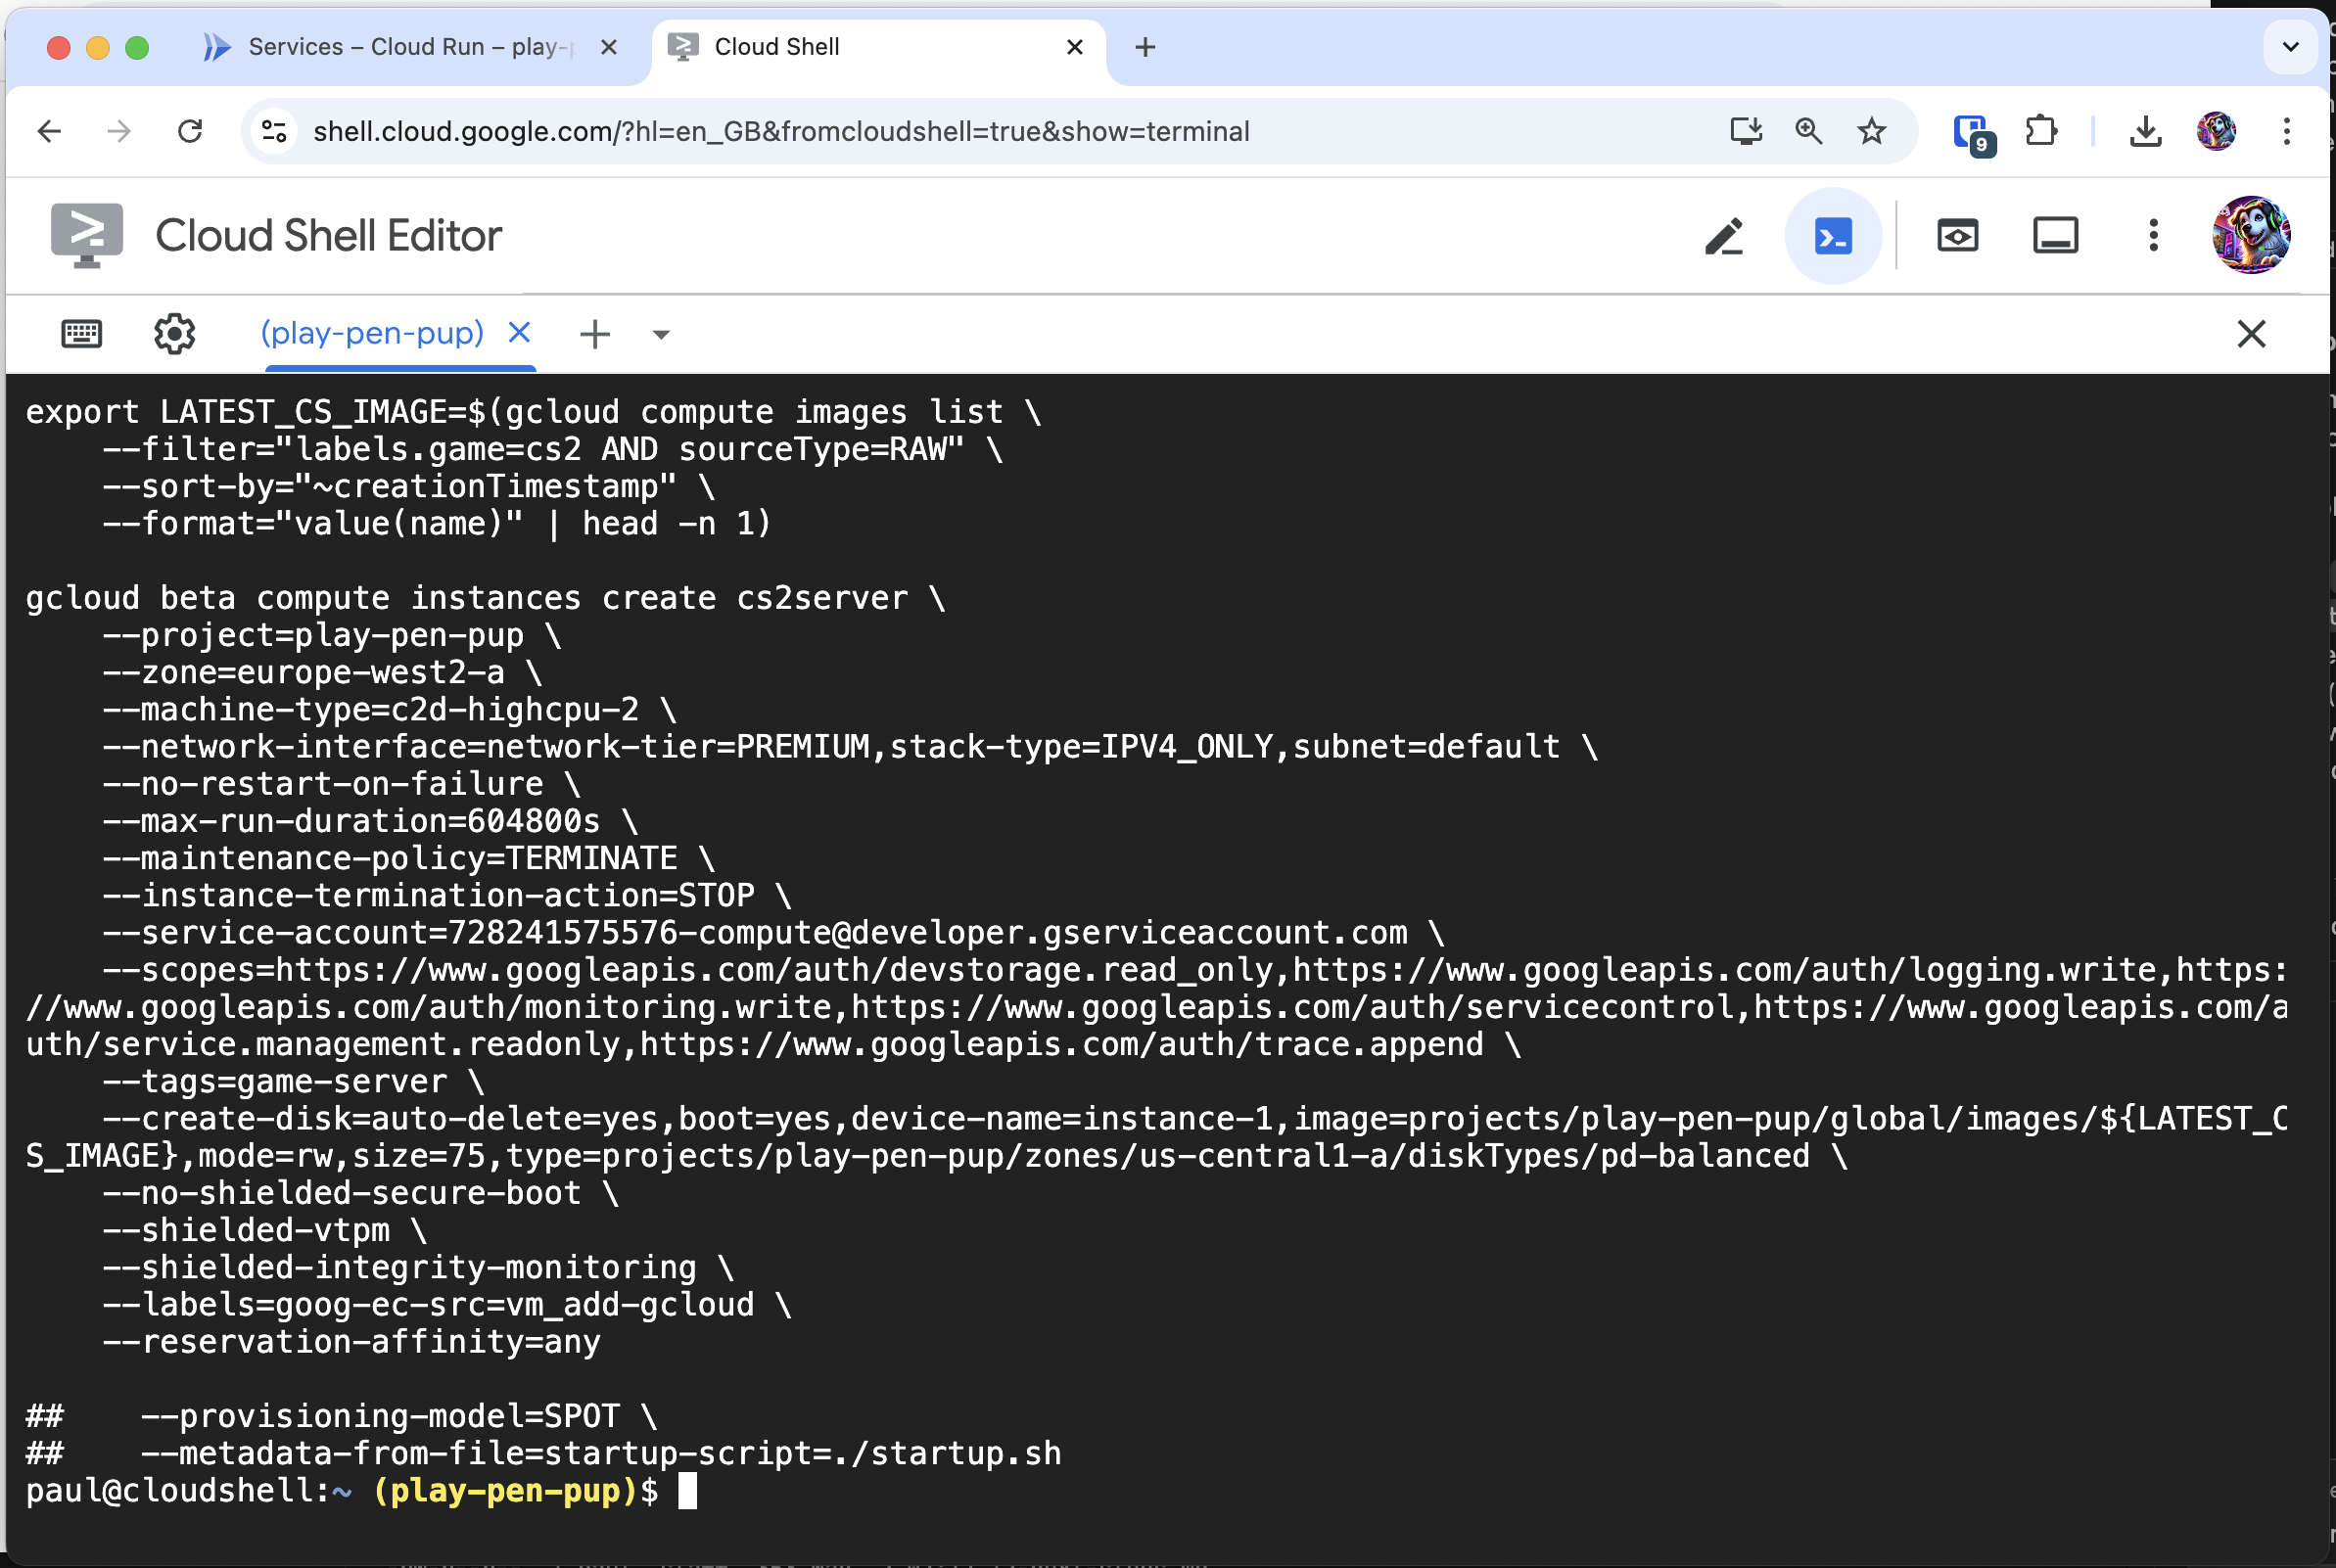 Services – Cloud Run – play-p
Cloud Shell
shell.cloud.google.com/?hl=en_GB&fromcloudshell=true&show=terminal
9
Cloud Shell Editor
(play-pen-pup)
export LATEST_CS_IMAGE=$(gcloud compute images list \
    --filter="labels.game=cs2 AND sourceType=RAW" \
    --sort-by="~creationTimestamp" \
    --format="value(name)" | head -n 1)
gcloud beta compute instances create cs2server \
    --project=play-pen-pup \
    --zone=europe-west2-a \
    --machine-type=c2d-highcpu-2 \
    --network-interface=network-tier=PREMIUM,stack-type=IPV4_ONLY,subnet=default \
    --no-restart-on-failure \
    --max-run-duration=604800s \
    --maintenance-policy=TERMINATE \
    --instance-termination-action=STOP \
    --service-account=728241575576-compute@developer.gserviceaccount.com \
    --scopes=https://www.googleapis.com/auth/devstorage.read_only,https://www.googleapis.com/auth/logging.write,https:
//www.googleapis.com/auth/monitoring.write,https://www.googleapis.com/auth/servicecontrol,https://www.googleapis.com/a
uth/service.management.readonly,https://www.googleapis.com/auth/trace.append \
    --tags=game-server \
    --create-disk=auto-delete=yes,boot=yes,device-name=instance-1,image=projects/play-pen-pup/global/images/${LATEST_C
S_IMAGE},mode=rw,size=75,type=projects/play-pen-pup/zones/us-central1-a/diskTypes/pd-balanced \
    --no-shielded-secure-boot \
    --shielded-vtpm \
    --shielded-integrity-monitoring \
    --labels=goog-ec-src=vm_add-gcloud \
    --reservation-affinity=any
##    --provisioning-model=SPOT \
##    --metadata-from-file=startup-script=./startup.sh
paul@cloudshell:~ (play-pen-pup)$